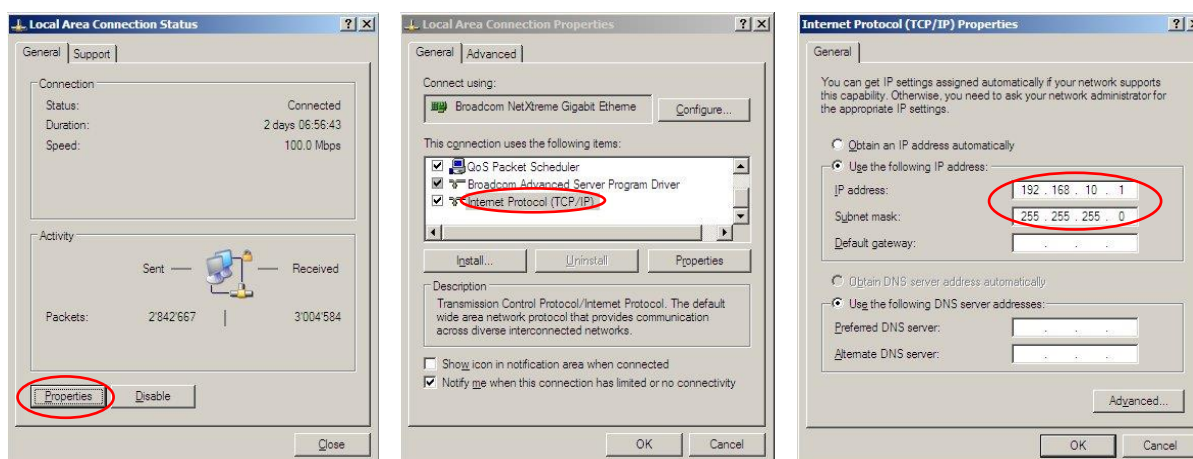 Local Area Connection Status
General
Support
Connection
Status: Connected
Duration: 2 days 06:56:43
Speed: 100.0 Mbps
Activity
Sent — — Received
Packets: 2'842'667 | 3'004'584
Properties
Disable
Close
Local Area Connection Properties
General
Advanced
Connect using:
Broadcom NetXtreme Gigabit Etherne
Configure...
This connection uses the following items:
QoS Packet Scheduler
Broadcom Advanced Server Program Driver
Internet Protocol (TCP/IP)
Install...
Uninstall
Properties
Description
Transmission Control Protocol/Internet Protocol. The default
wide area network protocol that provides communication
across diverse interconnected networks.
Show icon in notification area when connected
Notify me when this connection has limited or no connectivity
OK
Cancel
Internet Protocol (TCP/IP) Properties
General
You can get IP settings assigned automatically if your network supports
this capability. Otherwise, you need to ask your network administrator for
the appropriate IP settings.
Obtain an IP address automatically
Use the following IP address:
IP address: 192 . 168 . 10 . 1
Subnet mask: 255 . 255 . 255 . 0
Default gateway: . . .
Obtain DNS server address automatically
Use the following DNS server addresses:
Preferred DNS server: . . .
Alternate DNS server: . . .
Advanced...
OK
Cancel